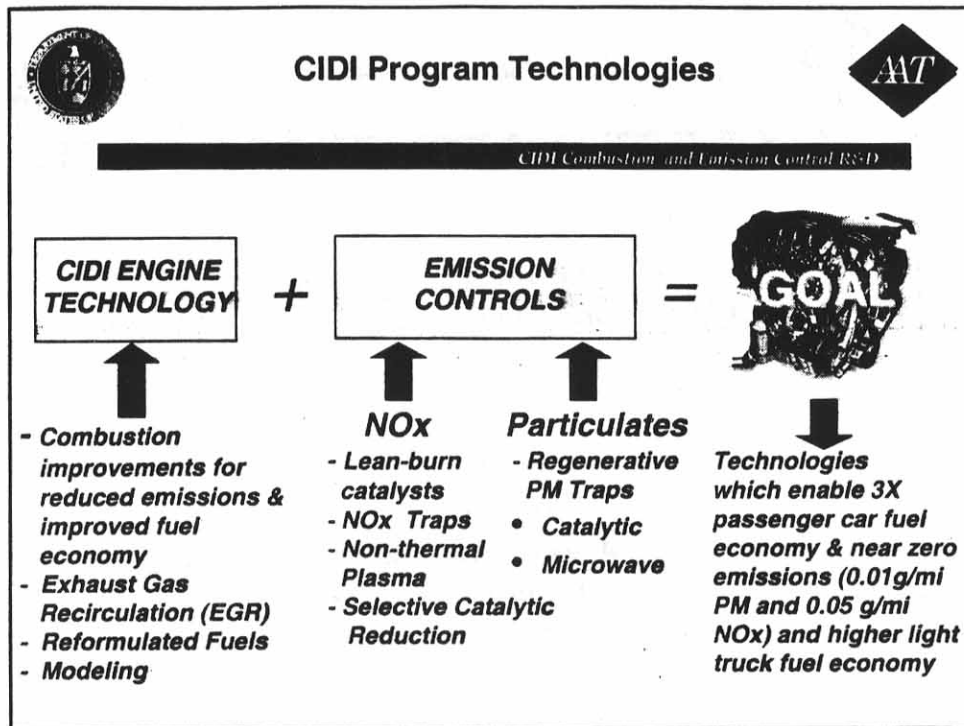 CIDI Program Technologies
AAT
CIDI Combustion and Emission Control R&D
CIDI ENGINE
TECHNOLOGY
+
EMISSION
CONTROLS
=
GOAL
- Combustion
improvements for
reduced emissions &
improved fuel
economy
- Exhaust Gas
Recirculation (EGR)
- Reformulated Fuels
- Modeling
NOx
- Lean-burn
catalysts
- NOx Traps
- Non-thermal
Plasma
- Selective Catalytic
Reduction
Particulates
- Regenerative
PM Traps
• Catalytic
• Microwave
Technologies
which enable 3X
passenger car fuel
economy & near zero
emissions (0.01g/mi
PM and 0.05 g/mi
NOx) and higher light
truck fuel economy